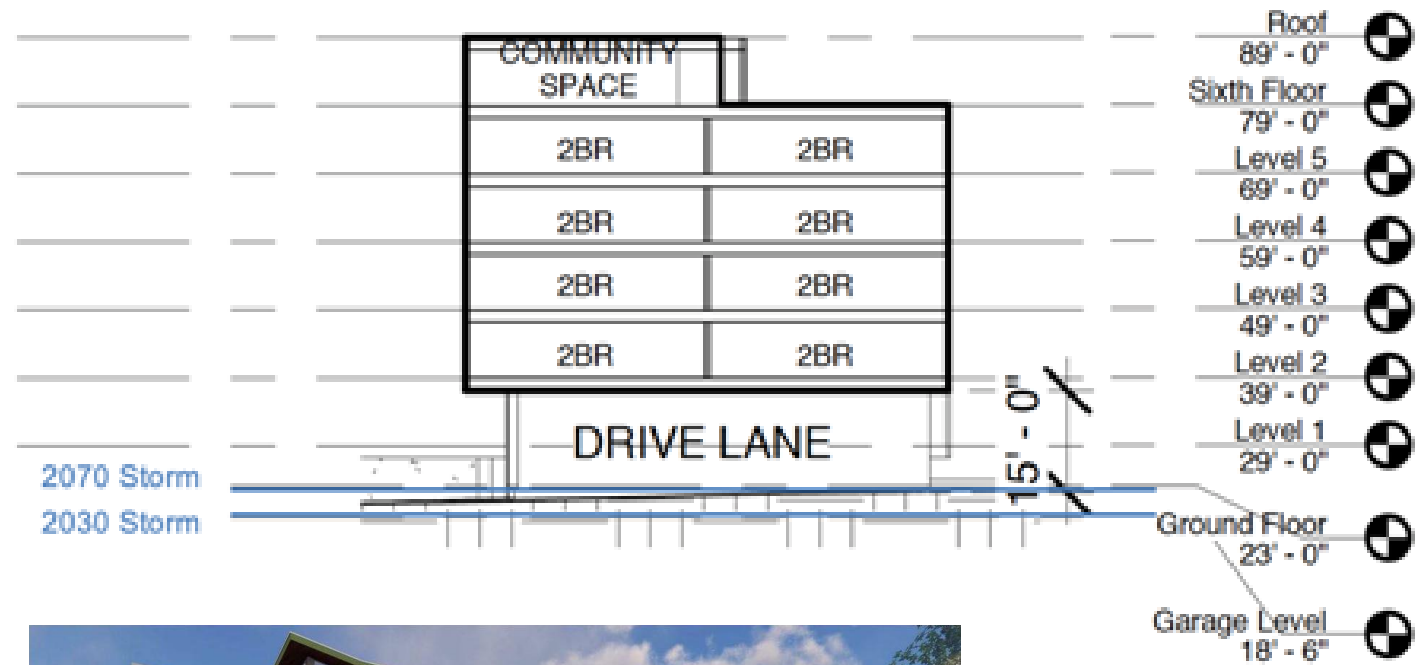 Roof
89' - 0"
COMMUNITY
SPACE
Sixth Floor
79' - 0"
2BR 2BR
Level 5
69' - 0"
2BR 2BR
Level 4
59' - 0"
2BR 2BR
Level 3
49' - 0"
2BR 2BR
Level 2
39' - 0"
15' - 0"
DRIVE LANE
Level 1
29' - 0"
2070 Storm
2030 Storm
Ground Floor
23' - 0"
Garage Level
18' - 6"